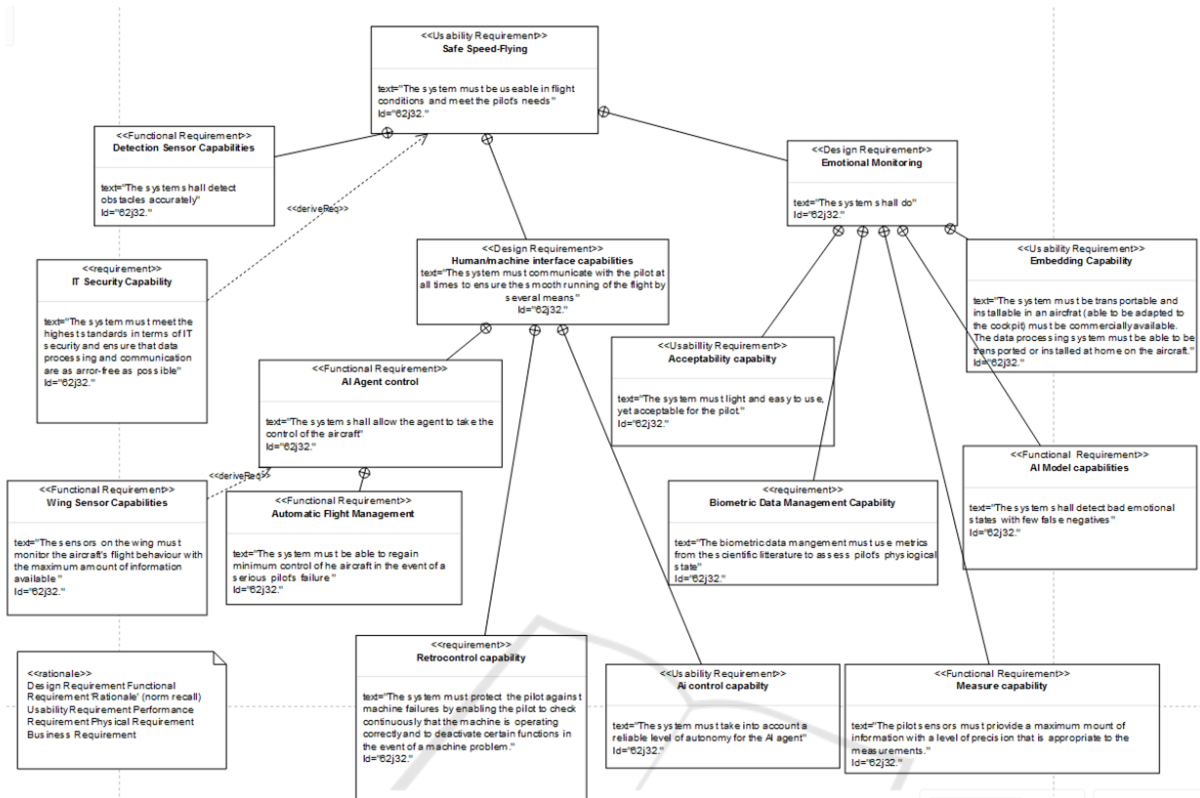 <<Usability Requirement>>
Safe Speed-Flying
text="The system must be useable in flight
conditions and meet the pilot's needs"
Id="62j32."
<<Functional Requirement>>
Detection Sensor Capabilities
text="The system shall detect
obstacles accurately"
Id="62j32."
<<Design Requirement>>
Emotional Monitoring
text="The system shall do"
Id="62j32."
<<deriveReq>>
<<requirement>>
IT Security Capability
text="The system must meet the
highest standards in terms of IT
security and ensure that data
processing and communication
are as arror-free as possible"
Id="62j32."
<<Design Requirement>>
Human/machine interface capabilities
text="The system must communicate with the pilot at
all times to ensure the smooth running of the flight by
several means"
Id="62j32."
<<Usability Requirement>>
Embedding Capability
text="The system must be transportable and
installable in an aircfrat (able to be adapted to
the cockpit) must be commercially available.
The data processing system must be able to be
transported or installed at home on the aircraft."
Id="62j32."
<<Functional Requirement>>
AI Agent control
text="The system shall allow the agent to take the
control of the aircraft"
Id="62j32."
<<Usabillity Requirement>>
Acceptability capabilty
text="The system must light and easy to use,
yet acceptable for the pilot."
Id="62j32."
<<deriveReq>>
<<Functional Requirement>>
Wing Sensor Capabilities
text="The sensors on the wing must
monitor the aircraft's flight behaviour with
the maximum amount of information
available"
Id="62j32."
<<Functional Requirement>>
Automatic Flight Management
text="The system must be able to regain
minimum control of he aircraft in the event of a
serious pilot's failure"
Id="62j32."
<<requirement>>
Biometric Data Management Capability
text="The biometric data mangement must use metrics
from the scientific litterature to assess pilot's physiogical
state"
Id="62j32."
<<Functional Requirement>>
AI Model capabilities
text="The system shall detect bad emotional
states with few false negatives"
Id="62j32."
<<rationale>>
Design Requirement Functional
Requirement 'Rationale' (norm recall)
Usability Requirement Performance
Requirement Physical Requirement
Business Requirement
<<requirement>>
Retrocontrol capability
text="The system must protect the pilot against
machine failures by enabling the pilot to check
continuously that the machine is operating
correctly and to deactivate certain functions in
the event of a machine problem."
Id="62j32."
<<Usability Requirement>>
Ai control capabilty
text="The system must take into account a
reliable level of autonomy for the AI agent"
Id="62j32."
<<Functional Requirement>>
Measure capability
text="The pilot sensors must priovide a maximum mount of
information with a level of precision that is appropriate to the
measurements."
Id="62j32."